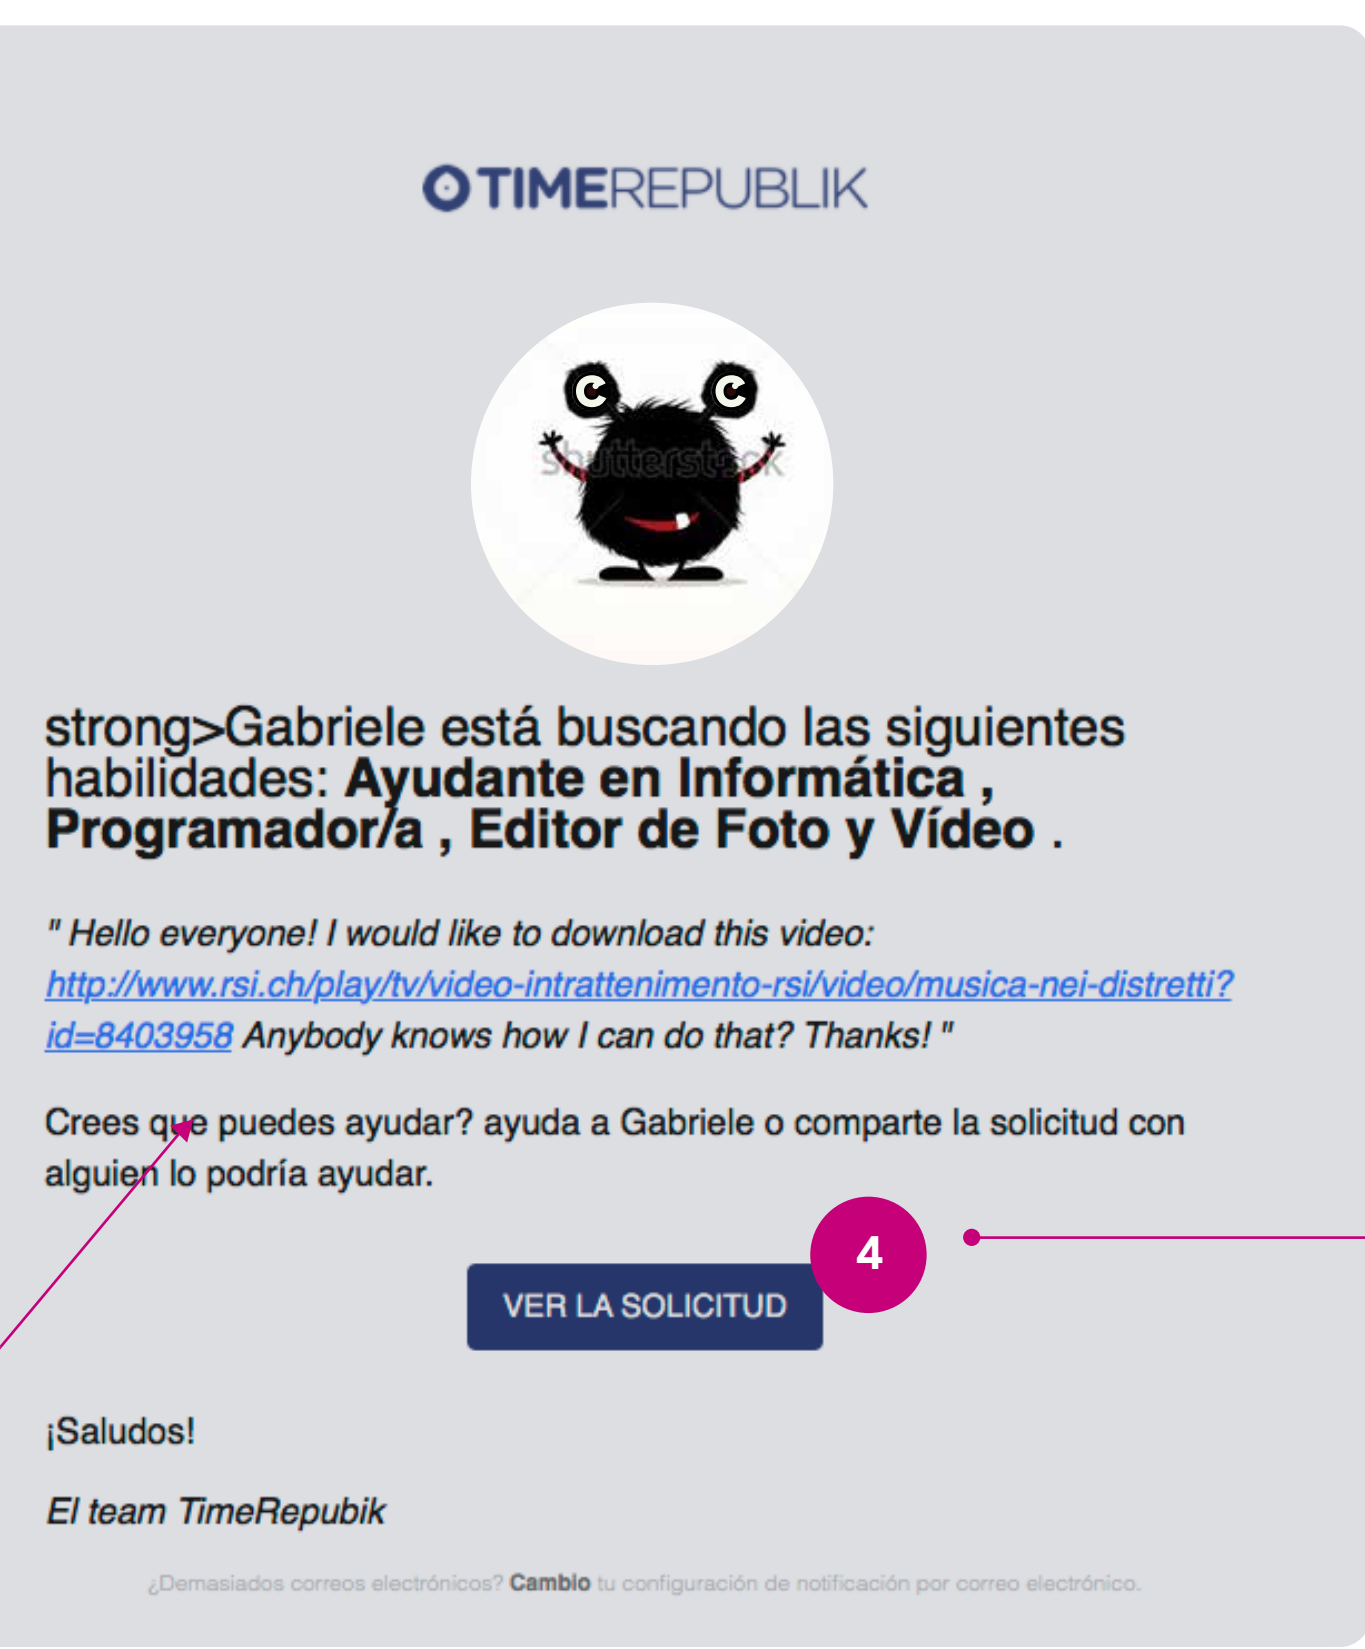 TIMEREPUBLIK
shutterstock
strong>Gabriele está buscando las siguientes
habilidades: Ayudante en Informática ,
Programador/a , Editor de Foto y Vídeo .
" Hello everyone! I would like to download this video:
http://www.rsi.ch/play/tv/video-intrattenimento-rsi/video/musica-nei-distretti?
id=8403958 Anybody knows how I can do that? Thanks! "
Crees que puedes ayudar? ayuda a Gabriele o comparte la solicitud con
alguien lo podría ayudar.
4
VER LA SOLICITUD
¡Saludos!
El team TimeRepubik
¿Demasiados correos electrónicos? Cambio tu configuración de notificación por correo electrónico.